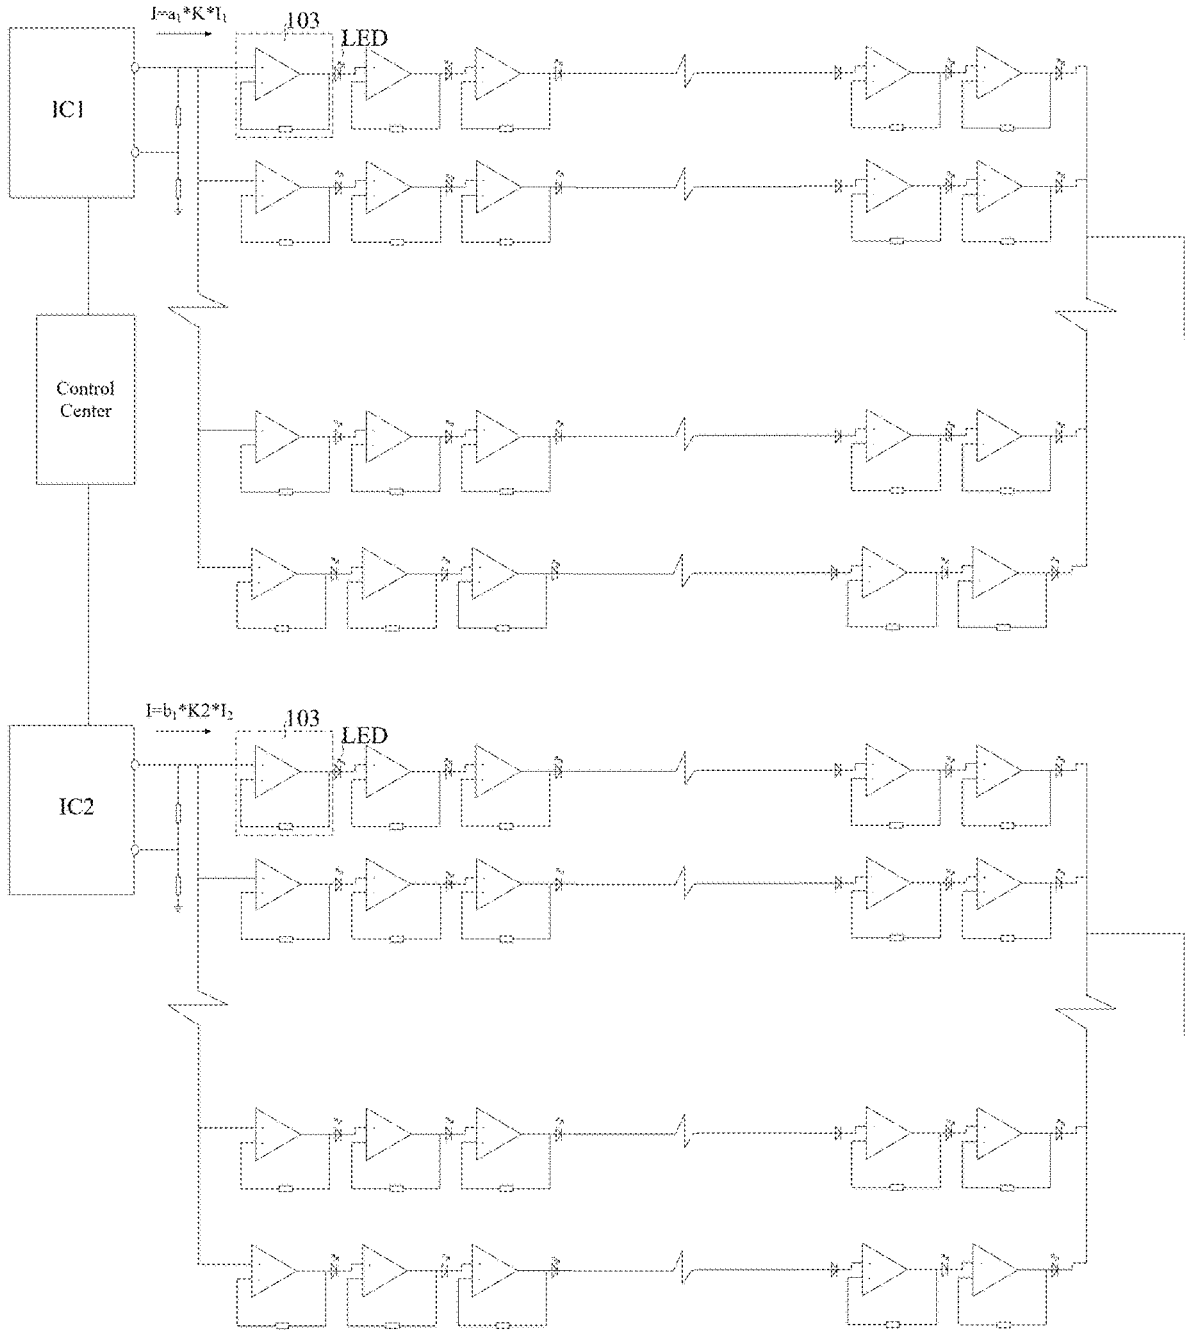 I=a₁*K*I₁
103
LED
IC1
Control
Center
I=b₁*K2*I₂
103
LED
IC2